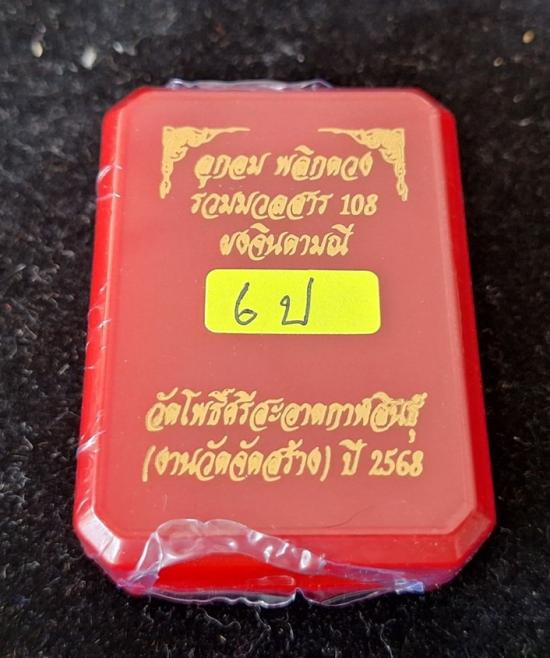 ลูกอม พลิกดวง
รวมมวลสาร 108
ผงจินดามณี
6 ป
วัดโพธิ์ศรีสะอาดกาฬสินธุ์
(งานวัดจัดสร้าง) ปี 2568